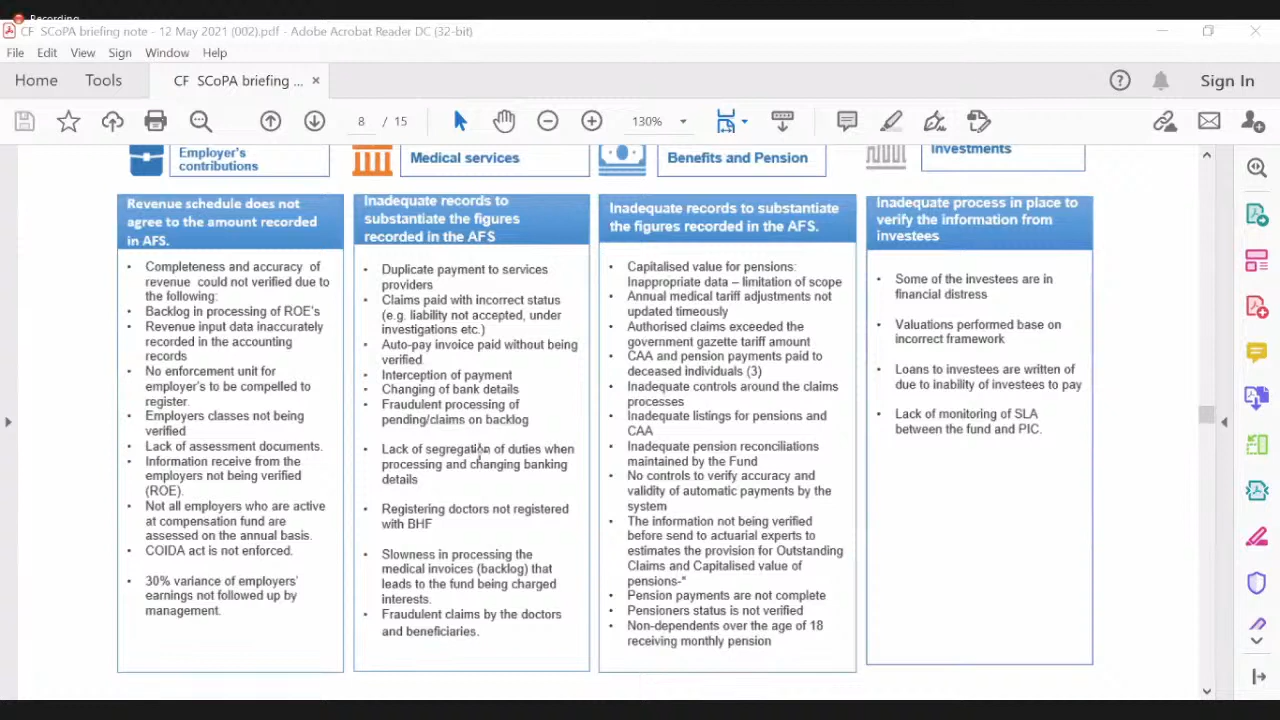 Recording
CF SCoPA briefing note - 12 May 2021 (002).pdf - Adobe Acrobat Reader DC (32-bit)
File Edit View Sign Window Help
Home Tools CF SCoPA briefing ... × Sign In
8 / 15 130%
Employer's
contributions
Revenue schedule does not
agree to the amount recorded
in AFS.
• Completeness and accuracy of
revenue could not verified due to
the following:
• Backlog in processing of ROE's
• Revenue input data inaccurately
recorded in the accounting
records
• No enforcement unit for
employer's to be compelled to
register.
• Employers classes not being
verified
• Lack of assessment documents.
• Information receive from the
employers not being verified
(ROE).
• Not all employers who are active
at compensation fund are
assessed on the annual basis.
• COIDA act is not enforced.
• 30% variance of employers'
earnings not followed up by
management.
Medical services
Inadequate records to
substantiate the figures
recorded in the AFS
• Duplicate payment to services
providers
• Claims paid with incorrect status
(e.g. liability not accepted, under
investigations etc.)
• Auto-pay invoice paid without being
verified
• Interception of payment
• Changing of bank details
• Fraudulent processing of
pending/claims on backlog
• Lack of segregation of duties when
processing and changing banking
details
• Registering doctors not registered
with BHF
• Slowness in processing the
medical invoices (backlog) that
leads to the fund being charged
interests.
• Fraudulent claims by the doctors
and beneficiaries.
Benefits and Pension
Inadequate records to substantiate
the figures recorded in the AFS.
• Capitalised value for pensions:
Inappropriate data – limitation of scope
• Annual medical tariff adjustments not
updated timeously
• Authorised claims exceeded the
government gazette tariff amount
• CAA and pension payments paid to
deceased individuals (3)
• Inadequate controls around the claims
processes
• Inadequate listings for pensions and
CAA
• Inadequate pension reconciliations
maintained by the Fund
• No controls to verify accuracy and
validity of automatic payments by the
system
• The information not being verified
before send to actuarial experts to
estimates the provision for Outstanding
Claims and Capitalised value of
pensions-*
• Pension payments are not complete
• Pensioners status is not verified
• Non-dependents over the age of 18
receiving monthly pension
Investments
Inadequate process in place to
verify the information from
investees
• Some of the investees are in
financial distress
• Valuations performed base on
incorrect framework
• Loans to investees are written of
due to inability of investees to pay
• Lack of monitoring of SLA
between the fund and PIC.